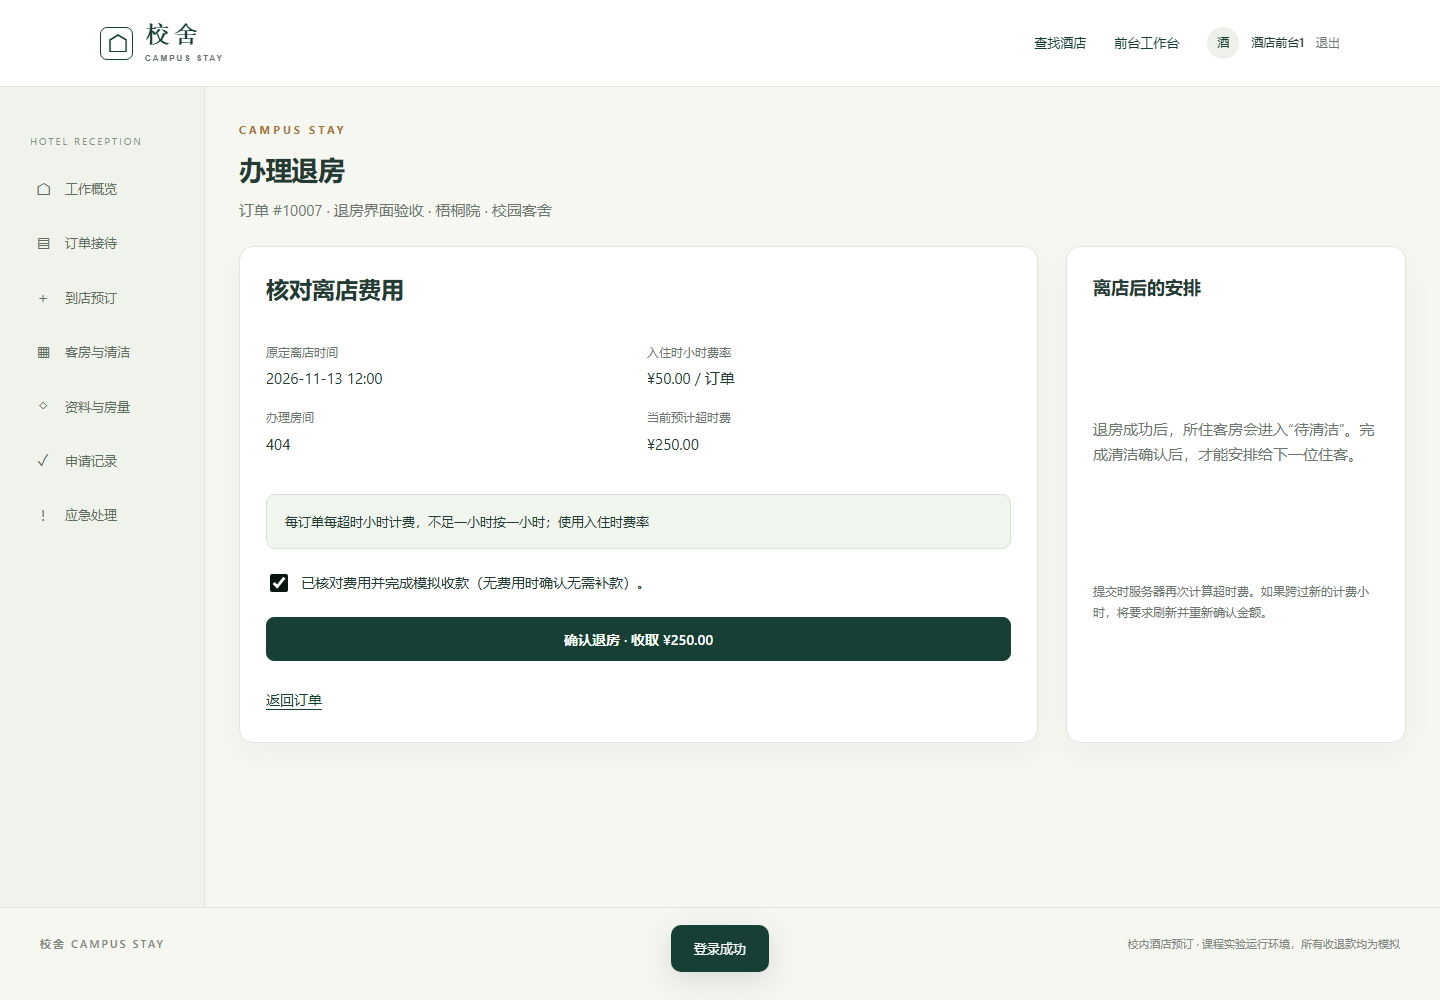 校舍
CAMPUS STAY
查找酒店
前台工作台
酒
酒店前台1
退出
HOTEL RECEPTION
工作概览
订单接待
+ 到店预订
客房与清洁
资料与房量
✓ 申请记录
! 应急处理
CAMPUS STAY
办理退房
订单 #10007 · 退房界面验收 · 梧桐院 · 校园客舍
核对离店费用
原定离店时间
2026-11-13 12:00
入住时小时费率
¥50.00 / 订单
办理房间
404
当前预计超时费
¥250.00
每订单每超时小时计费，不足一小时按一小时；使用入住时费率
已核对费用并完成模拟收款（无费用时确认无需补款）。
确认退房 · 收取 ¥250.00
返回订单
离店后的安排
退房成功后，所住客房会进入“待清洁”。完
成清洁确认后，才能安排给下一位住客。
提交时服务器再次计算超时费。如果跨过新的计费小
时，将要求刷新并重新确认金额。
校舍 CAMPUS STAY
登录成功
校内酒店预订 · 课程实验运行环境，所有收退款均为模拟